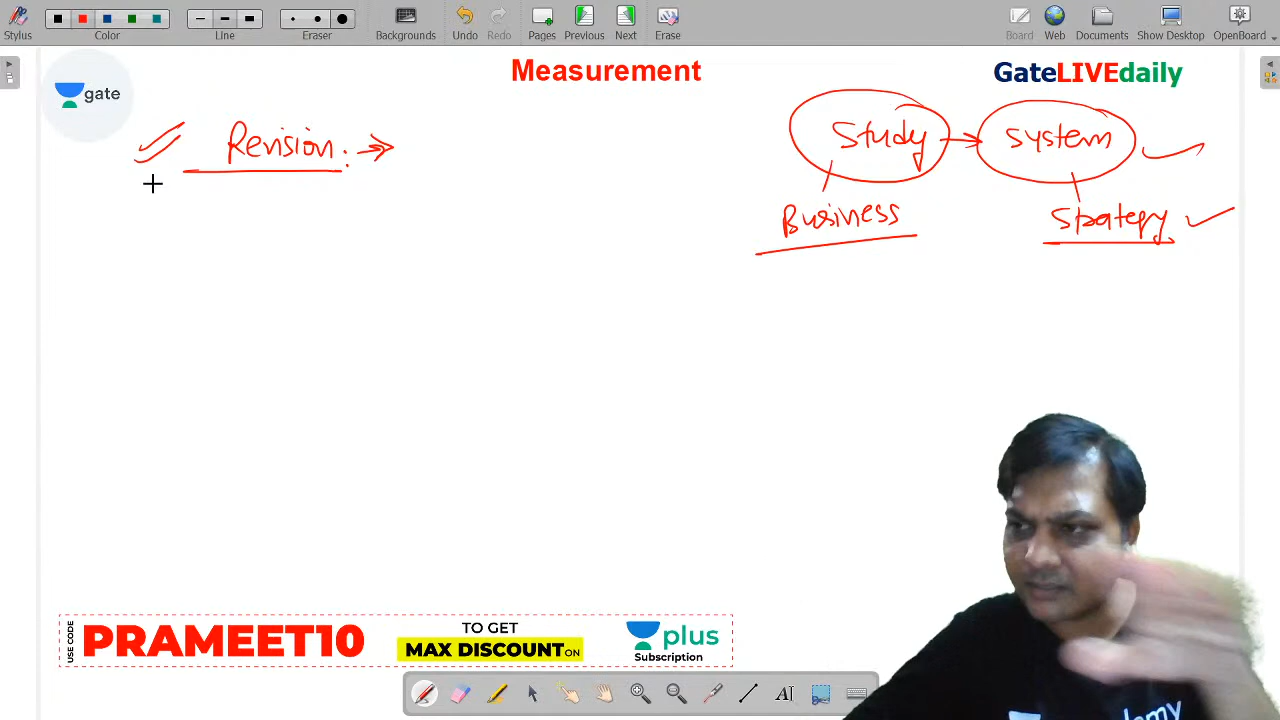 Stylus
Color
Line
Eraser
Backgrounds
Undo
Redo
Pages
Previous
Next
Erase
Board
Web
Documents
Show Desktop
OpenBoard
gate
Measurement
GateLIVEdaily
Revision :
Study
system
Business
Strategy
USE CODE
PRAMEET10
TO GET
MAX DISCOUNT ON
plus
Subscription